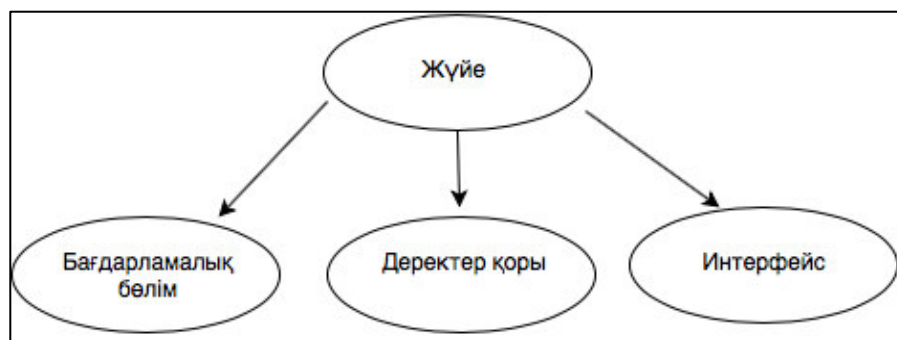 Жүйе
Бағдарламалық
бөлім
Деректер қоры
Интерфейс